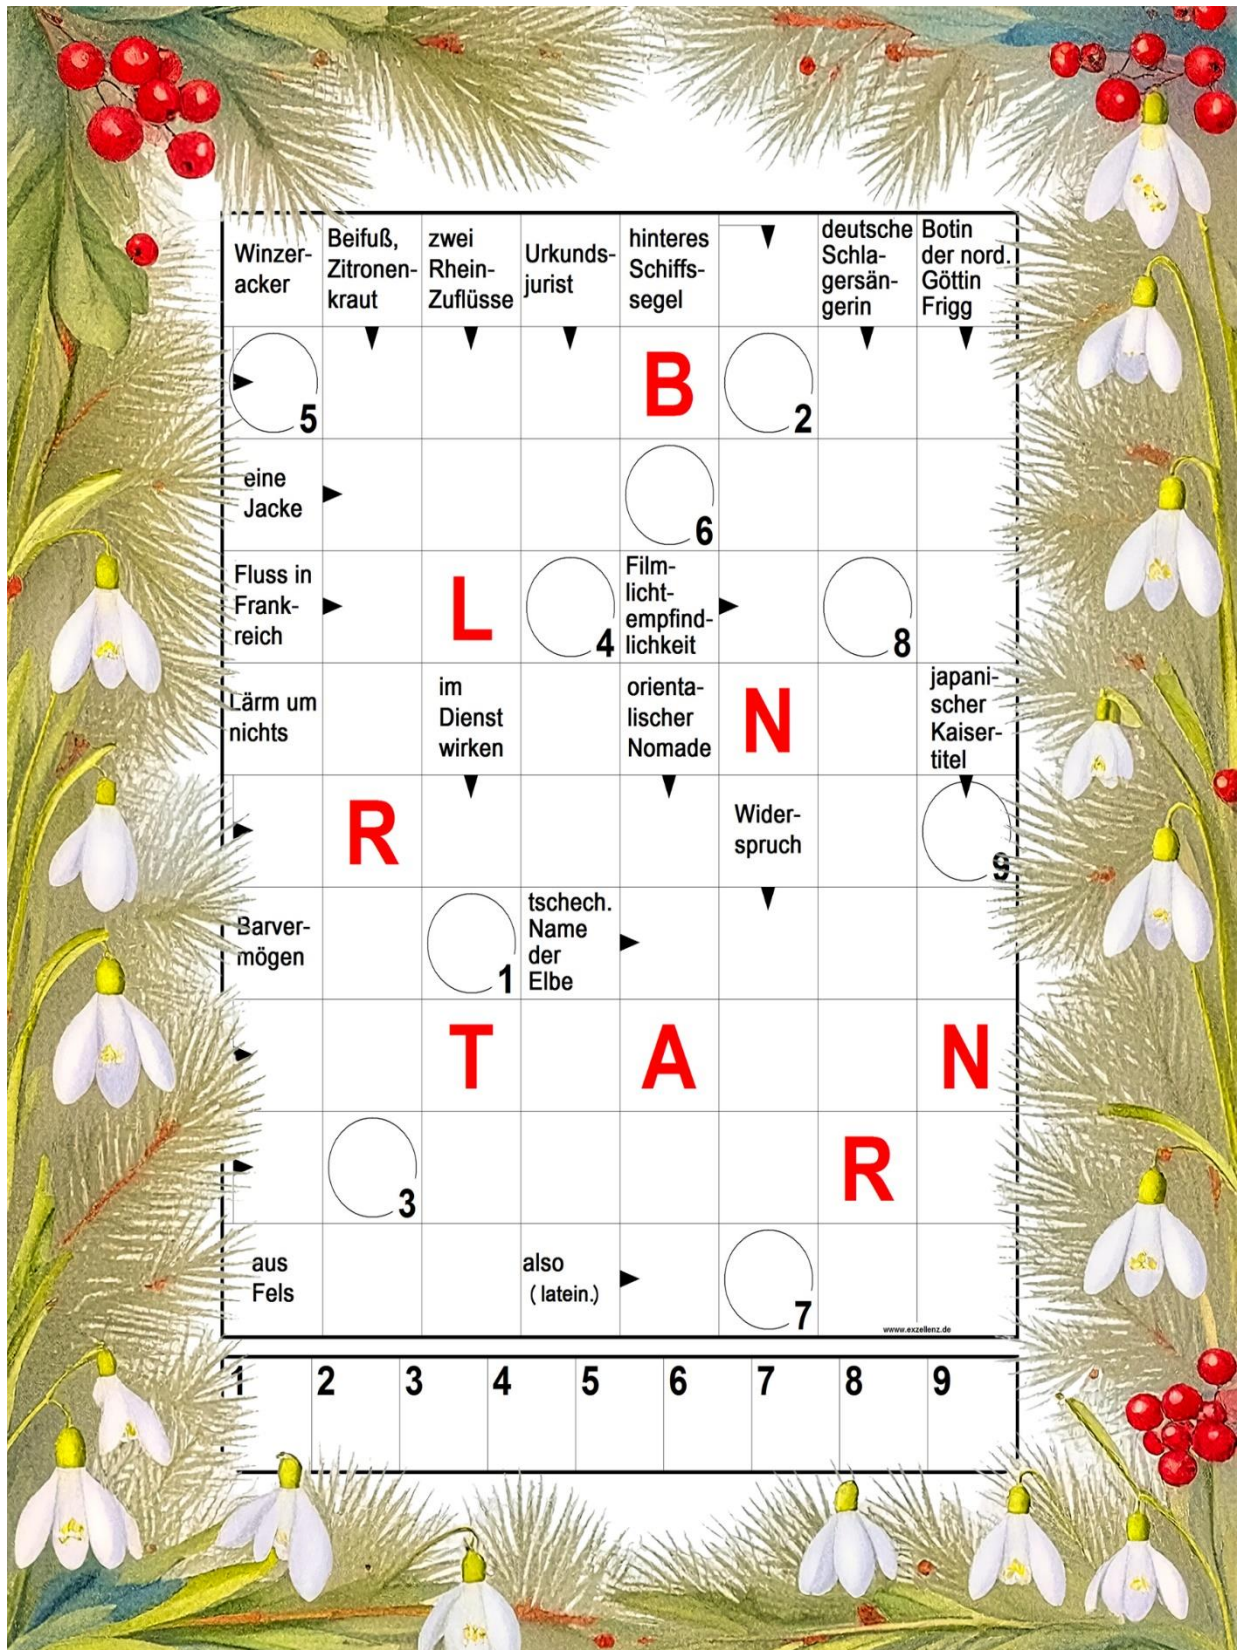 Winzer-
acker
Beifuß,
Zitronen-
kraut
zwei
Rhein-
Zuflüsse
Urkunds-
jurist
hinteres
Schiffs-
segel
deutsche
Schla-
gersän-
gerin
Botin
der nord.
Göttin
Frigg
5
B
2
eine
Jacke
6
Fluss in
Frank-
reich
L
4
Film-
licht-
empfind-
lichkeit
8
Lärm um
nichts
im
Dienst
wirken
orienta-
lischer
Nomade
N
japani-
scher
Kaiser-
titel
R
Wider-
spruch
9
Barver-
mögen
1
tschech.
Name
der
Elbe
T A N
3
R
aus
Fels
also
( latein.)
7
www.exzellenz.de
1 2 3 4 5 6 7 8 9